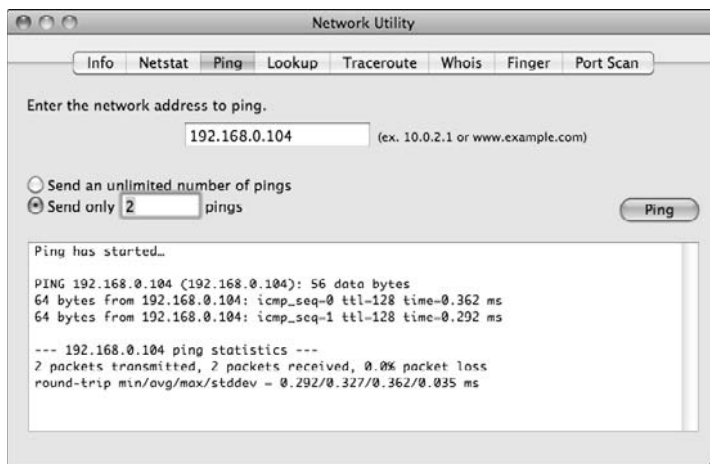 Network Utility
Info Netstat Ping Lookup Traceroute Whois Finger Port Scan
Enter the network address to ping.
192.168.0.104 (ex. 10.0.2.1 or www.example.com)
Send an unlimited number of pings
Send only 2 pings
Ping
Ping has started…
PING 192.168.0.104 (192.168.0.104): 56 data bytes
64 bytes from 192.168.0.104: icmp_seq=0 ttl=128 time=0.362 ms
64 bytes from 192.168.0.104: icmp_seq=1 ttl=128 time=0.292 ms
--- 192.168.0.104 ping statistics ---
2 packets transmitted, 2 packets received, 0.0% packet loss
round-trip min/avg/max/stddev = 0.292/0.327/0.362/0.035 ms